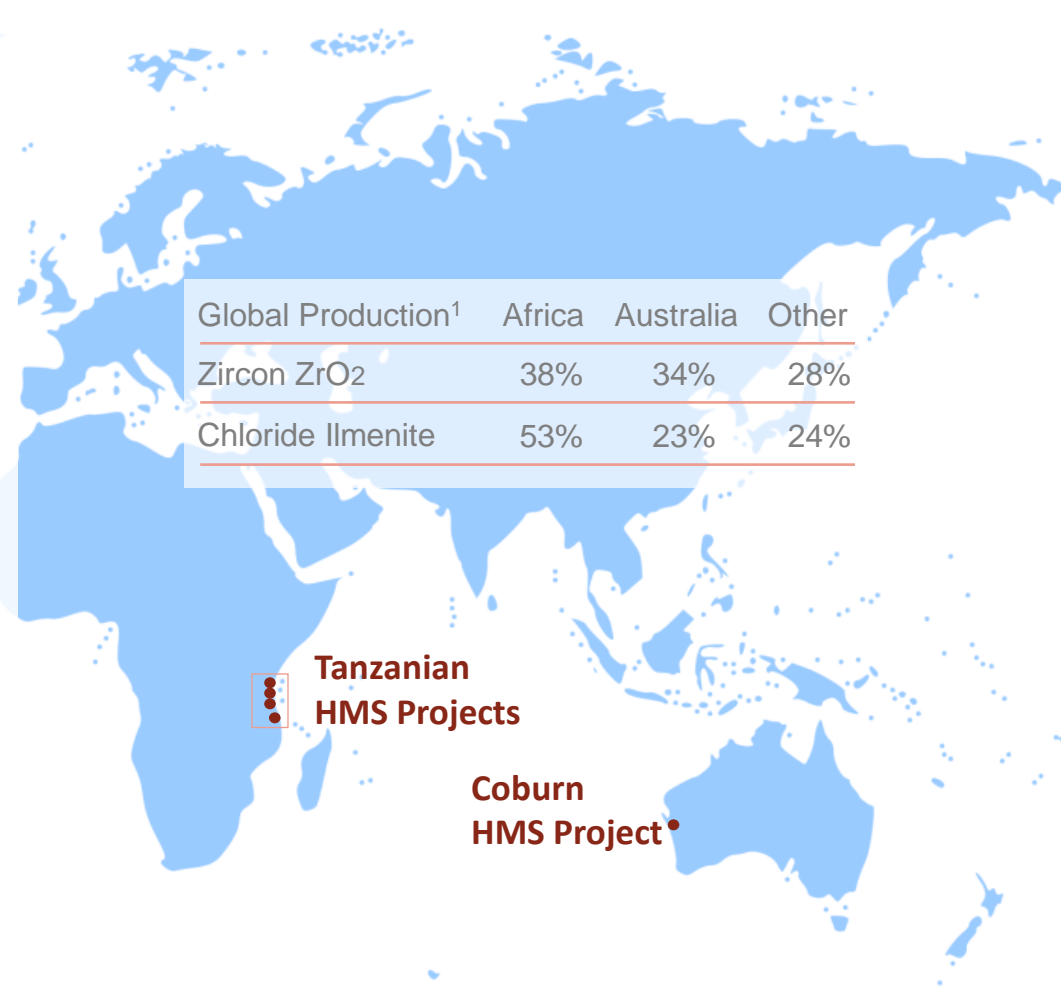 Global Production¹ Africa Australia Other
Zircon ZrO2 38% 34% 28%
Chloride Ilmenite 53% 23% 24%
Tanzanian
HMS Projects
Coburn
HMS Project